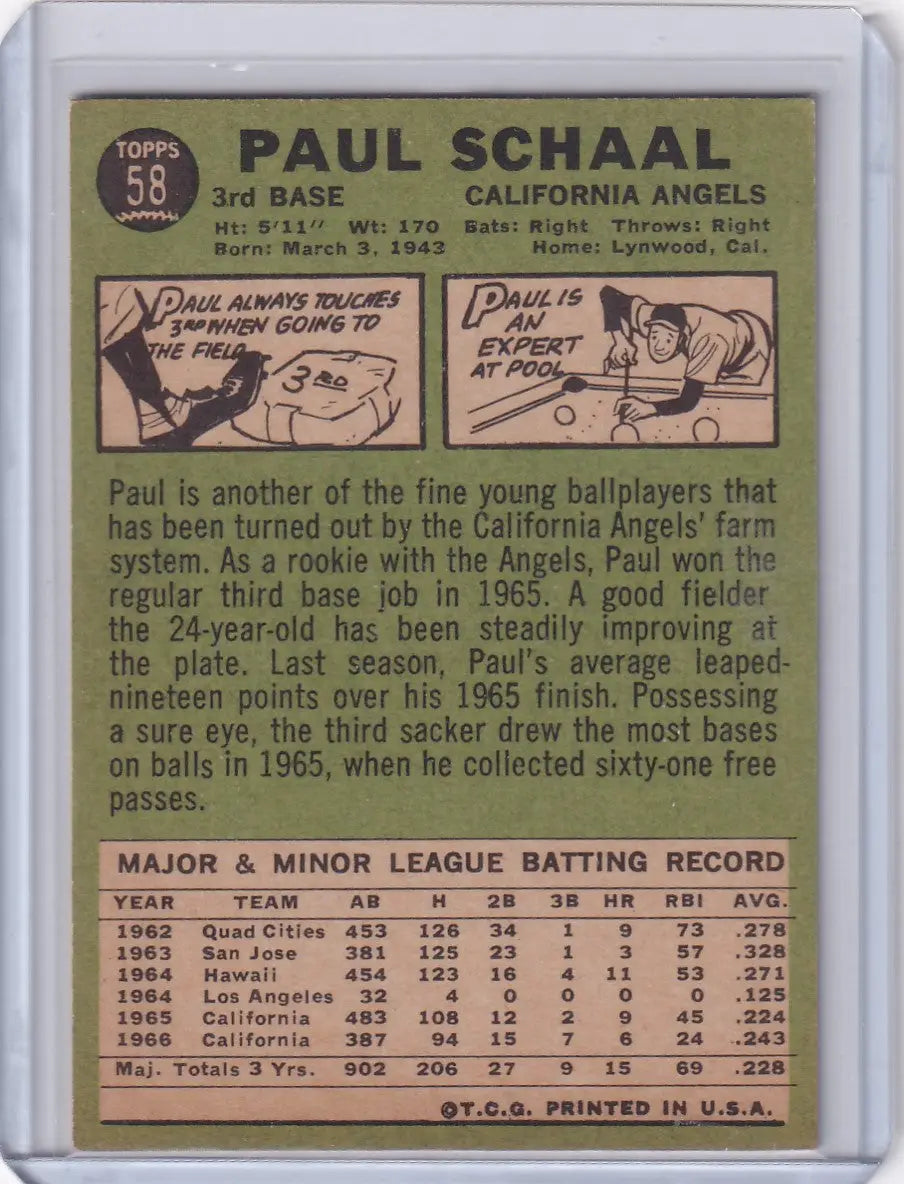 TOPPS
58
PAUL SCHAAL
3rd BASE CALIFORNIA ANGELS
Ht: 5'11" Wt: 170 Bats: Right Throws: Right
Born: March 3, 1943 Home: Lynwood, Cal.
PAUL ALWAYS TOUCHES
3RD WHEN GOING TO
THE FIELD
3RD
PAUL IS
AN
EXPERT
AT POOL
Paul is another of the fine young ballplayers that
has been turned out by the California Angels' farm
system. As a rookie with the Angels, Paul won the
regular third base job in 1965. A good fielder
the 24-year-old has been steadily improving at
the plate. Last season, Paul's average leaped-
nineteen points over his 1965 finish. Possessing
a sure eye, the third sacker drew the most bases
on balls in 1965, when he collected sixty-one free
passes.
MAJOR & MINOR LEAGUE BATTING RECORD
YEAR TEAM AB H 2B 3B HR RBI AVG.
1962 Quad Cities 453 126 34 1 9 73 .278
1963 San Jose 381 125 23 1 3 57 .328
1964 Hawaii 454 123 16 4 11 53 .271
1964 Los Angeles 32 4 0 0 0 0 .125
1965 California 483 108 12 2 9 45 .224
1966 California 387 94 15 7 6 24 .243
Maj. Totals 3 Yrs. 902 206 27 9 15 69 .228
©T.C.G. PRINTED IN U.S.A.